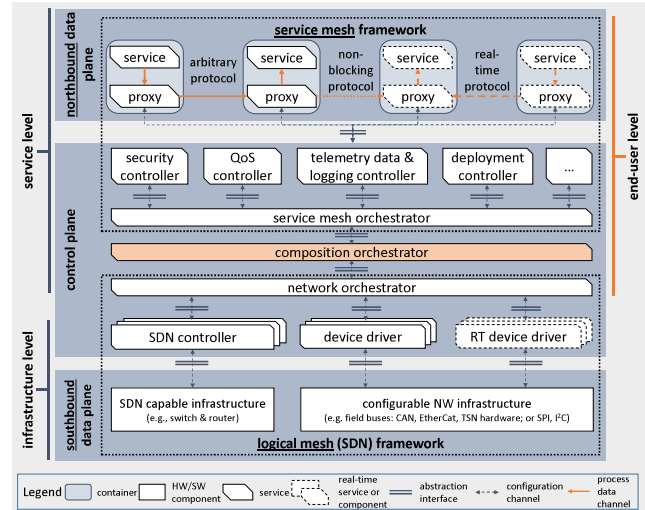 service mesh framework
northbound data
plane
service
service
service
service
arbitrary
protocol
non-
blocking
protocol
real-
time
protocol
proxy
proxy
proxy
proxy
service level
end-user level
control plane
security
controller
QoS
controller
telemetry data &
logging controller
deployment
controller
...
service mesh orchestrator
composition orchestrator
network orchestrator
SDN controller
device driver
RT device driver
infrastructure level
southbound
data plane
SDN capable infrastructure
(e.g., switch & router)
configurable NW infrastructure
(e.g. field buses: CAN, EtherCat, TSN hardware; or SPI, I²C)
logical mesh (SDN) framework
Legend
container
HW/SW
component
service
real-time
service or
component
abstraction
interface
configuration
channel
process
data
channel